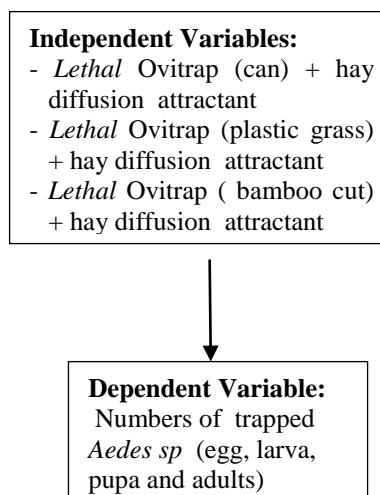 Independent Variables:
- Lethal Ovitrap (can) + hay
diffusion attractant
- Lethal Ovitrap (plastic grass)
+ hay diffusion attractant
- Lethal Ovitrap ( bamboo cut)
+ hay diffusion attractant
Dependent Variable:
Numbers of trapped
Aedes sp (egg, larva,
pupa and adults)